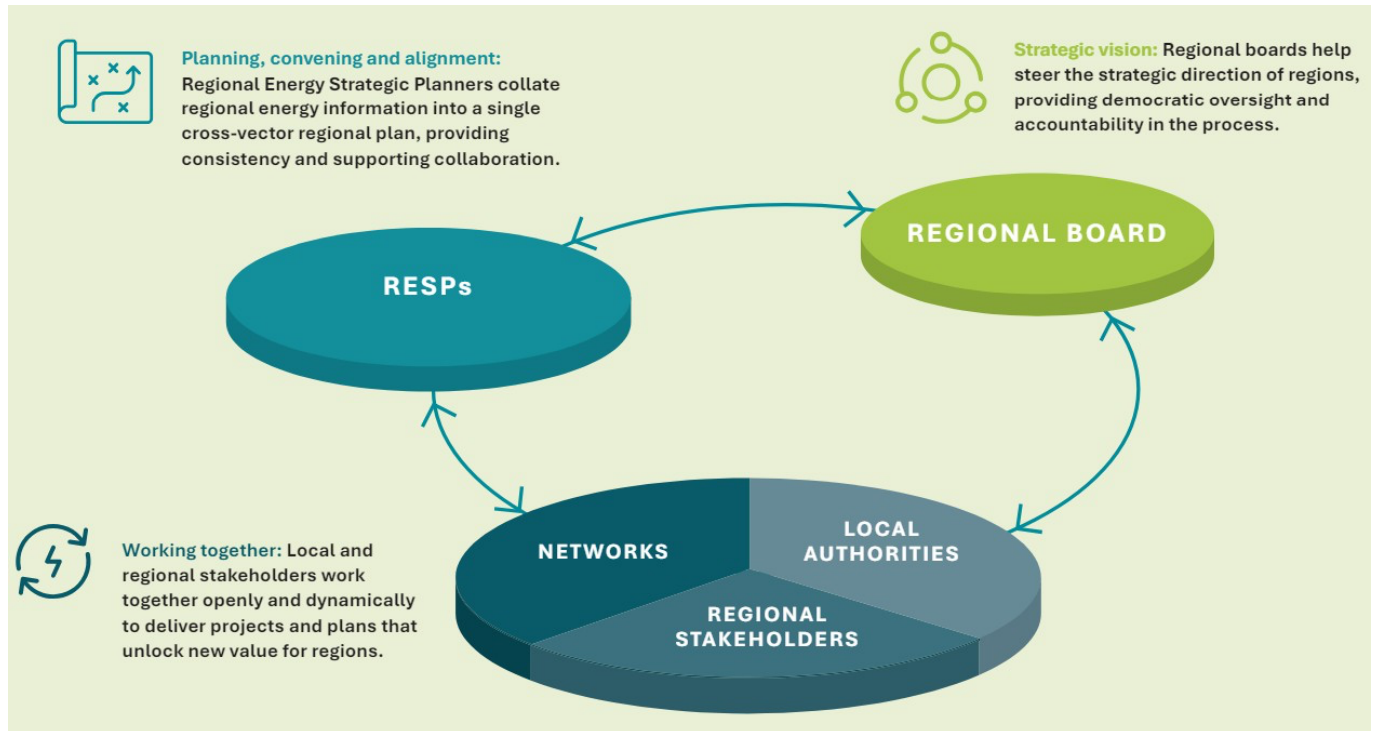 Planning, convening and alignment:
Regional Energy Strategic Planners collate
regional energy information into a single
cross-vector regional plan, providing
consistency and supporting collaboration.
Strategic vision: Regional boards help
steer the strategic direction of regions,
providing democratic oversight and
accountability in the process.
RESPs
REGIONAL BOARD
Working together: Local and
regional stakeholders work
together openly and dynamically
to deliver projects and plans that
unlock new value for regions.
NETWORKS
LOCAL
AUTHORITIES
REGIONAL
STAKEHOLDERS